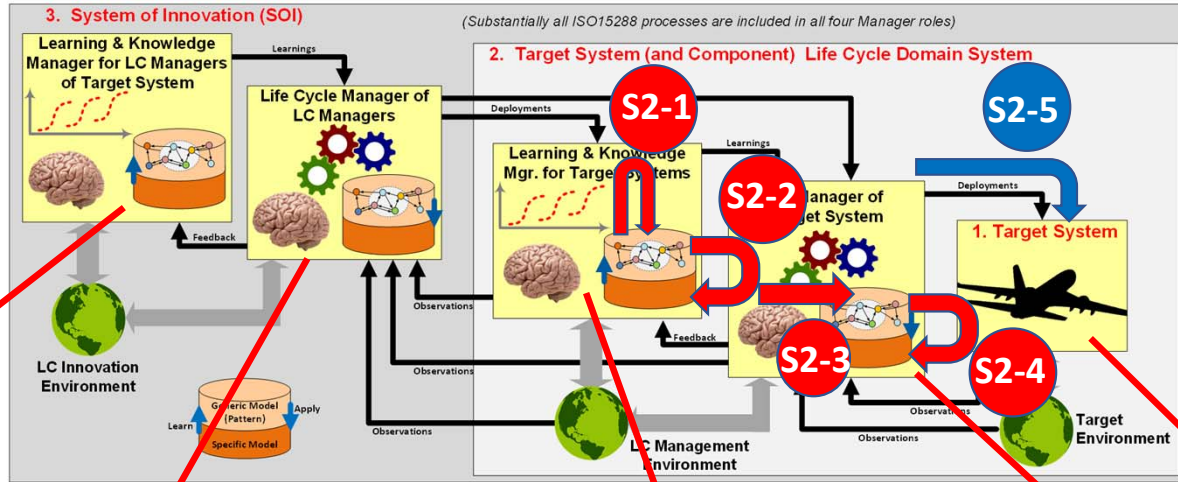 3. System of Innovation (SOI)
(Substantially all ISO15288 processes are included in all four Manager roles)
Learning & Knowledge
Manager for LC Managers
of Target System
Learnings
2. Target System (and Component) Life Cycle Domain System
Life Cycle Manager of
LC Managers
Deployments
S2-1
S2-5
Learning & Knowledge
Mgr. for Target Systems
Learnings
S2-2
Manager of
get System
Deployments
1. Target System
Feedback
Observations
Feedback
S2-3
S2-4
LC Innovation
Environment
Observations
Observations
Observations
Target
Environment
Generic Model
(Pattern)
Learn
Apply
Specific Model
Observations
LC Management
Environment